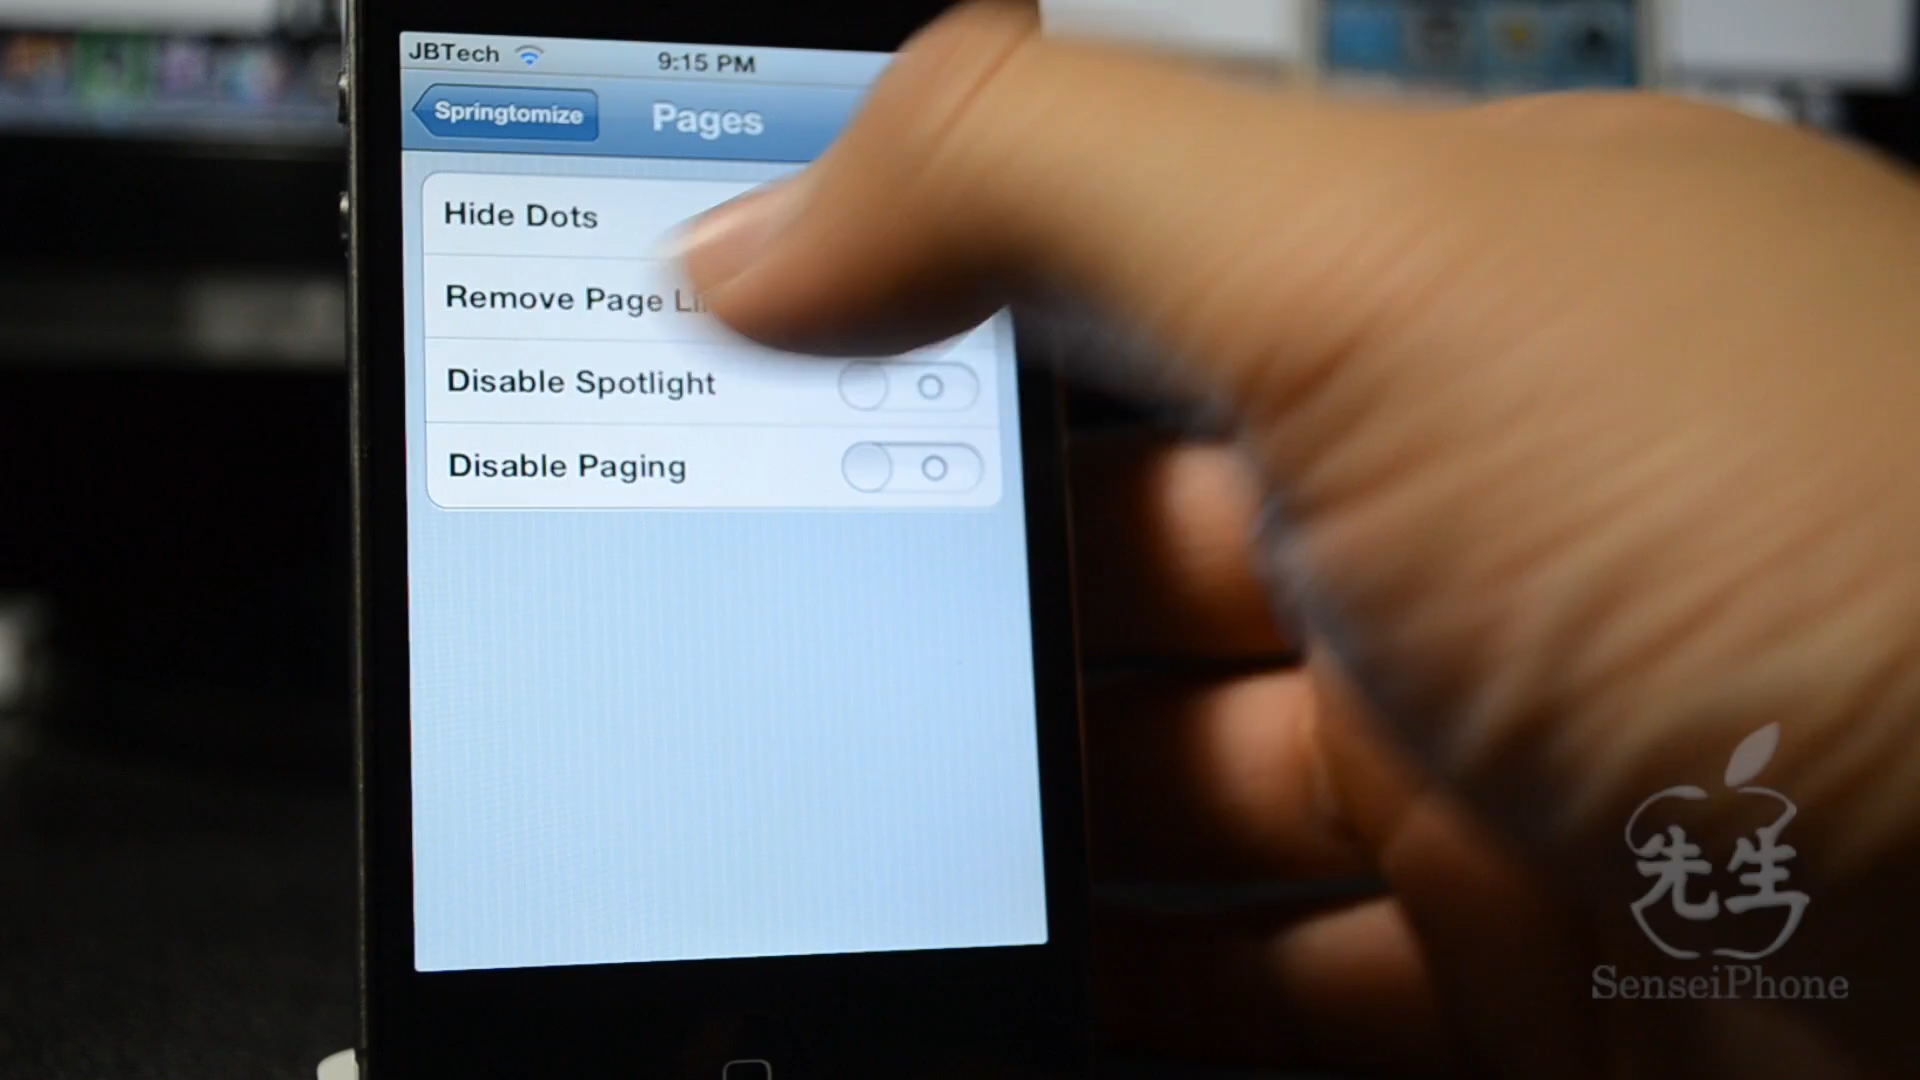 JBTech
9:15 PM
Springtomize
Pages
Hide Dots
Remove Page
Disable Spotlight
Disable Paging
先生
SenseiPhone